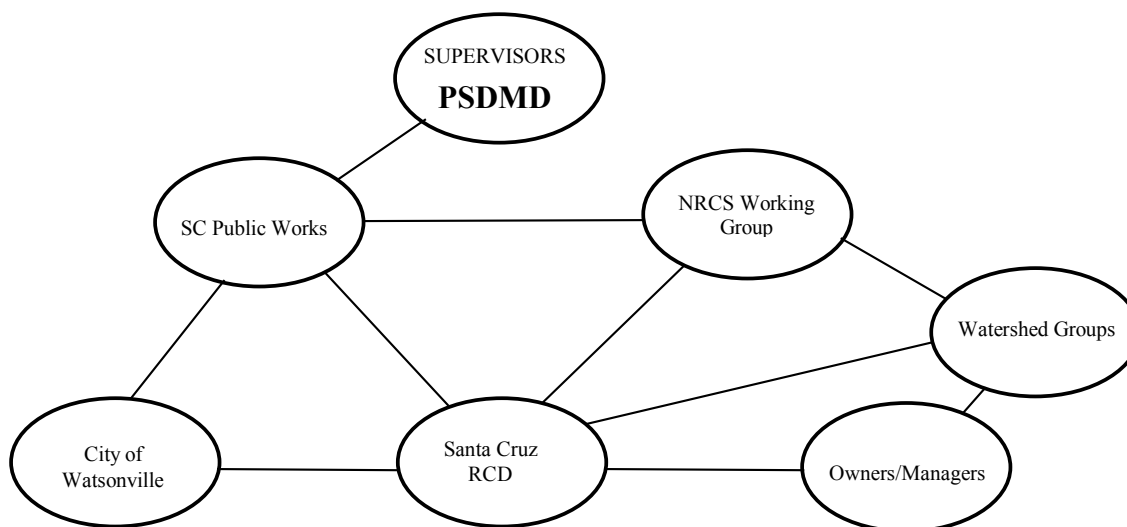 SUPERVISORS
PSDMD
SC Public Works
NRCS Working
Group
Watershed Groups
City of
Watsonville
Santa Cruz
RCD
Owners/Managers